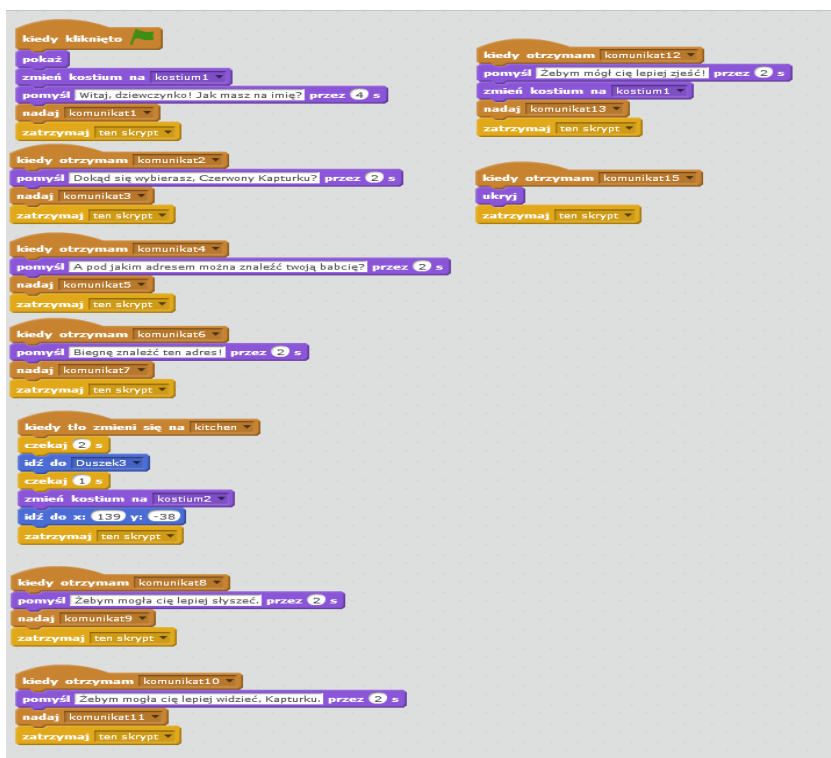 kiedy kliknięto
pokaż
zmień kostium na kostium1
pomyśl Witaj, dziewczynko! Jak masz na imię? przez 4 s
nadaj komunikat1
zatrzymaj ten skrypt
kiedy otrzymam komunikat2
pomyśl Dokąd się wybierasz, Czerwony Kapturku? przez 2 s
nadaj komunikat3
zatrzymaj ten skrypt
kiedy otrzymam komunikat4
pomyśl A pod jakim adresem można znaleźć twoją babcię? przez 2 s
nadaj komunikat5
zatrzymaj ten skrypt
kiedy otrzymam komunikat6
pomyśl Biegnę znaleźć ten adres! przez 2 s
nadaj komunikat7
zatrzymaj ten skrypt
kiedy tło zmieni się na kitchen
czekaj 2 s
idź do Duszek3
czekaj 1 s
zmień kostium na kostium2
idź do x: 139 y: -38
zatrzymaj ten skrypt
kiedy otrzymam komunikat8
pomyśl Żebym mogła cię lepiej słyszeć. przez 2 s
nadaj komunikat9
zatrzymaj ten skrypt
kiedy otrzymam komunikat10
pomyśl Żebym mogła cię lepiej widzieć, Kapturku. przez 2 s
nadaj komunikat11
zatrzymaj ten skrypt
kiedy otrzymam komunikat12
pomyśl Żebym mógł cię lepiej zjeść! przez 2 s
zmień kostium na kostium1
nadaj komunikat13
zatrzymaj ten skrypt
kiedy otrzymam komunikat15
ukryj
zatrzymaj ten skrypt